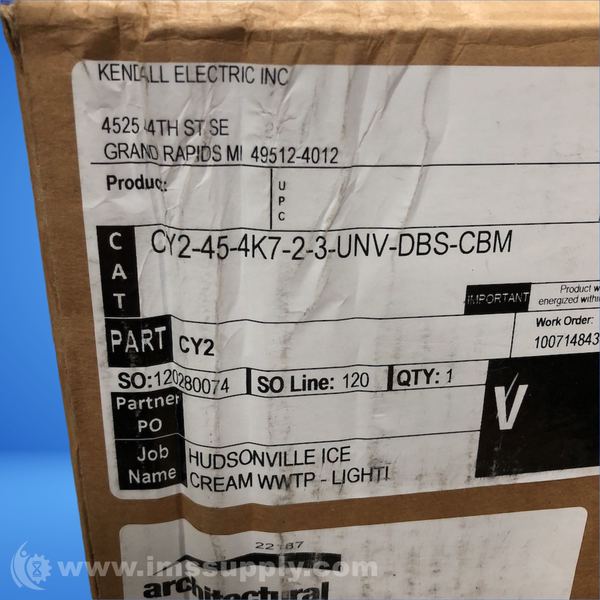 KENDALL ELECTRIC INC
4525 44TH ST SE
GRAND RAPIDS MI 49512-4012
Product:
UPC
CAT
CY2-45-4K7-2-3-UNV-DBS-CBM
IMPORTANT
Product w
energized within
PART CY2
Work Order:
100714843
SO:120280074 SO Line: 120 QTY: 1
Partner PO
V
Job Name
HUDSONVILLE ICE
CREAM WWTP - LIGHTI
22187
architectural
www.imssupply.com